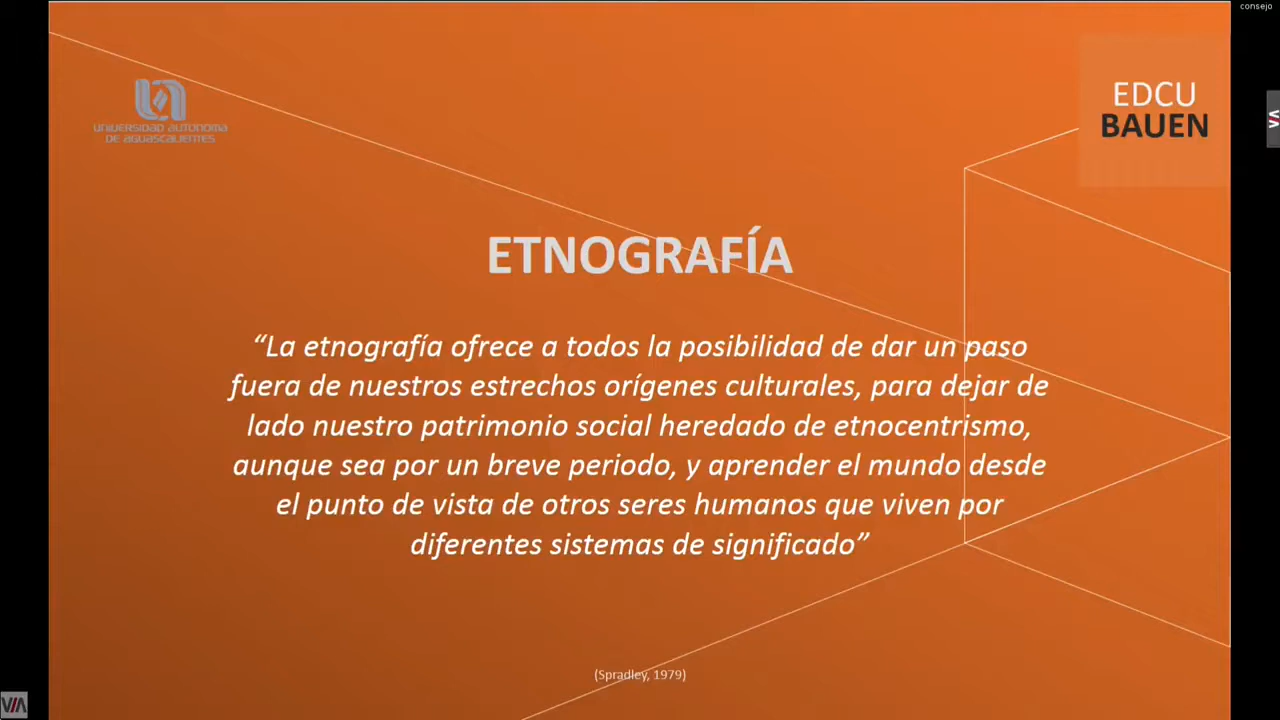 consejo
UNIVERSIDAD AUTONOMA
DE AGUASCALIENTES
EDCU
BAUEN
ETNOGRAFÍA
“La etnografía ofrece a todos la posibilidad de dar un paso
fuera de nuestros estrechos orígenes culturales, para dejar de
lado nuestro patrimonio social heredado de etnocentrismo,
aunque sea por un breve periodo, y aprender el mundo desde
el punto de vista de otros seres humanos que viven por
diferentes sistemas de significado”
(Spradley, 1979)
VIA